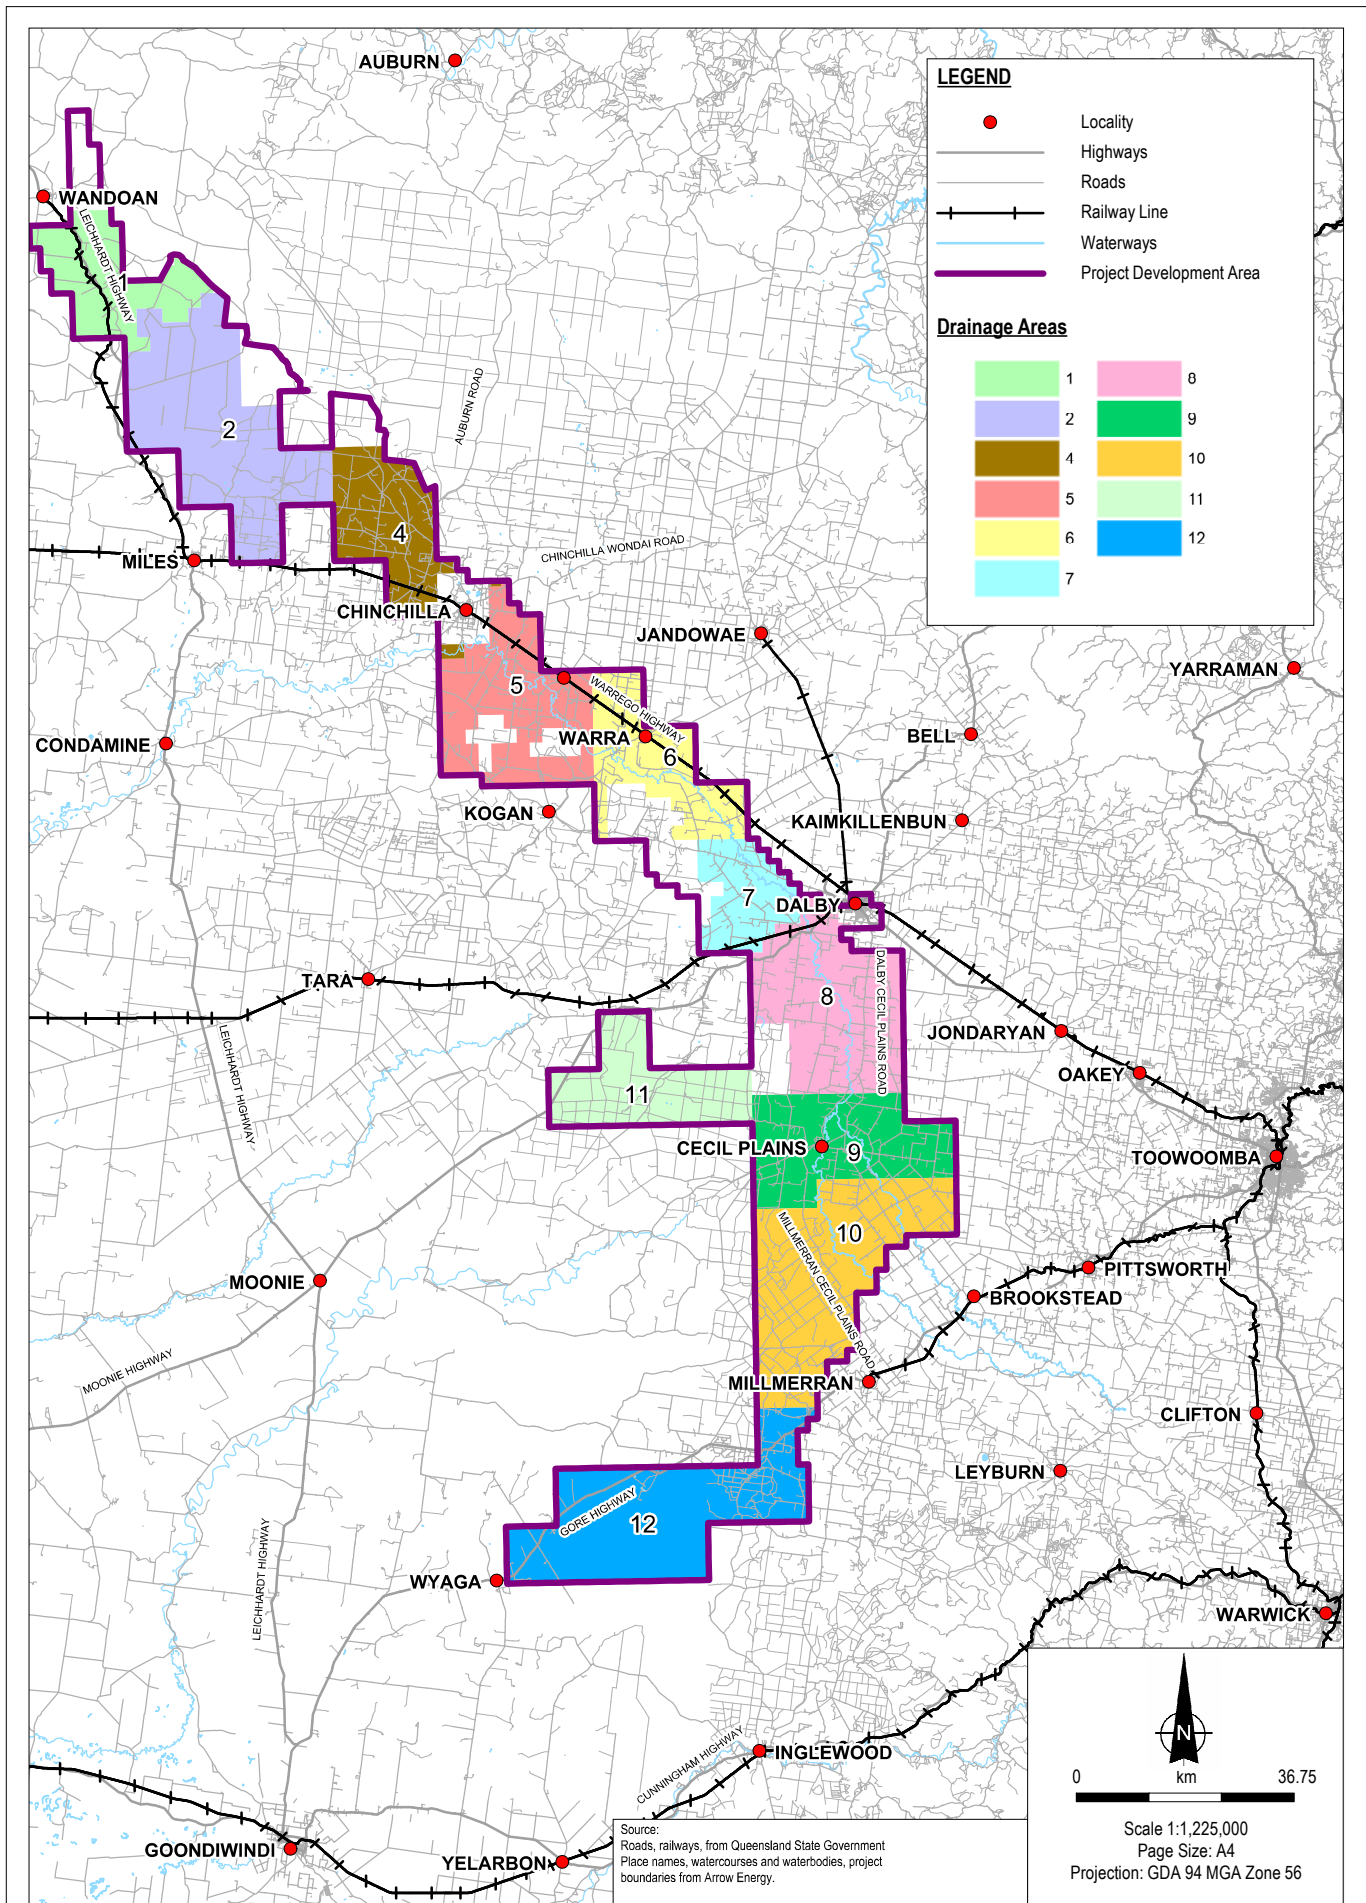 AUBURN
LEGEND
Locality
Highways
Roads
Railway Line
Waterways
Project Development Area
Drainage Areas
1
8
2
9
4
10
5
11
6
12
7
WANDOAN
LEICHHARDT HIGHWAY
1
2
AUBURN ROAD
4
CHINCHILLA WONDAI ROAD
MILES
CHINCHILLA
JANDOWAE
YARRAMAN
5
WARREGO HIGHWAY
CONDAMINE
WARRA
BELL
6
KOGAN
KAIMKILLENBUN
7
DALBY
TARA
8
DALBY CECIL PLAINS ROAD
LEICHHARDT HIGHWAY
JONDARYAN
OAKEY
11
CECIL PLAINS
9
TOOWOOMBA
10
MILLMERRAN CECIL PLAINS ROAD
PITTSWORTH
MOONIE
BROOKSTEAD
MOONIE HIGHWAY
MILLMERRAN
CLIFTON
LEYBURN
GORE HIGHWAY
12
LEICHHARDT HIGHWAY
WYAGA
WARWICK
N
INGLEWOOD
CUNNINGHAM HIGHWAY
0 km 36.75
Scale 1:1,225,000
Page Size: A4
Projection: GDA 94 MGA Zone 56
Source:
Roads, railways, from Queensland State Government
Place names, watercourses and waterbodies, project
boundaries from Arrow Energy.
GOONDIWINDI
YELARBON